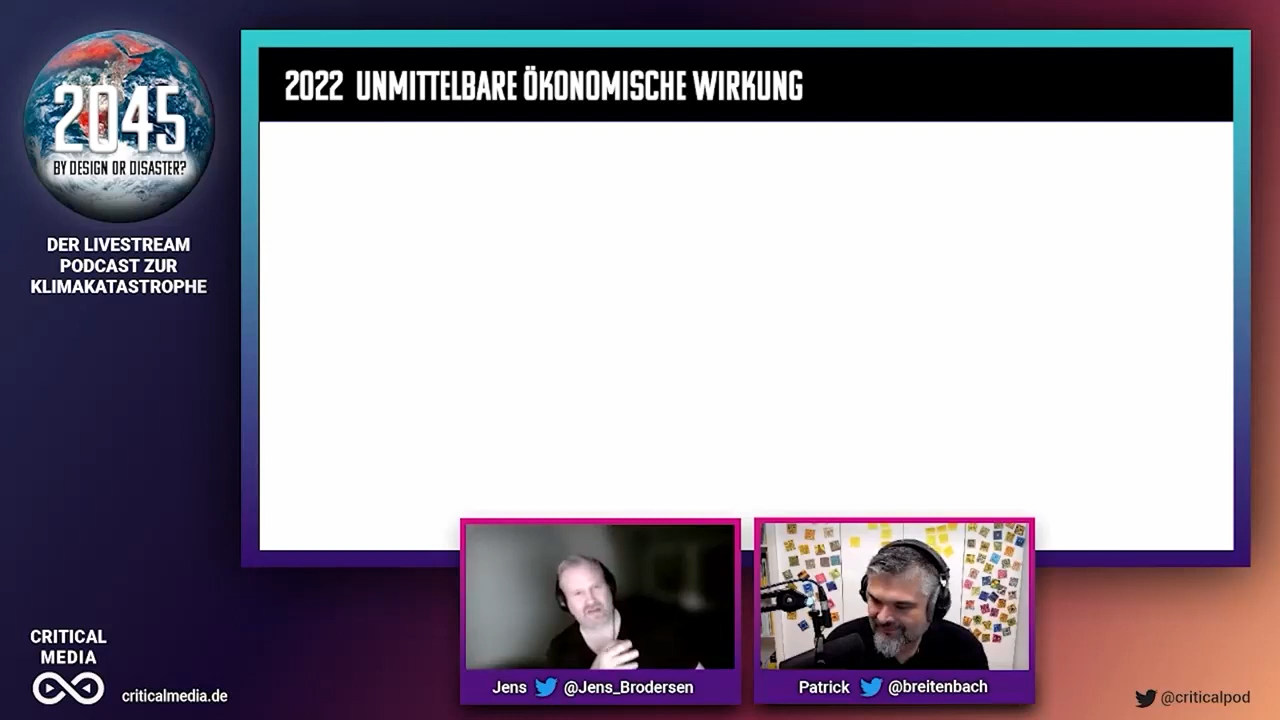 2045
BY DESIGN OR DISASTER?
DER LIVESTREAM
PODCAST ZUR
KLIMAKATASTROPHE
2022 UNMITTELBARE ÖKONOMISCHE WIRKUNG
Jens @Jens_Brodersen
Patrick @breitenbach
CRITICAL
MEDIA
criticalmedia.de
@criticalpod